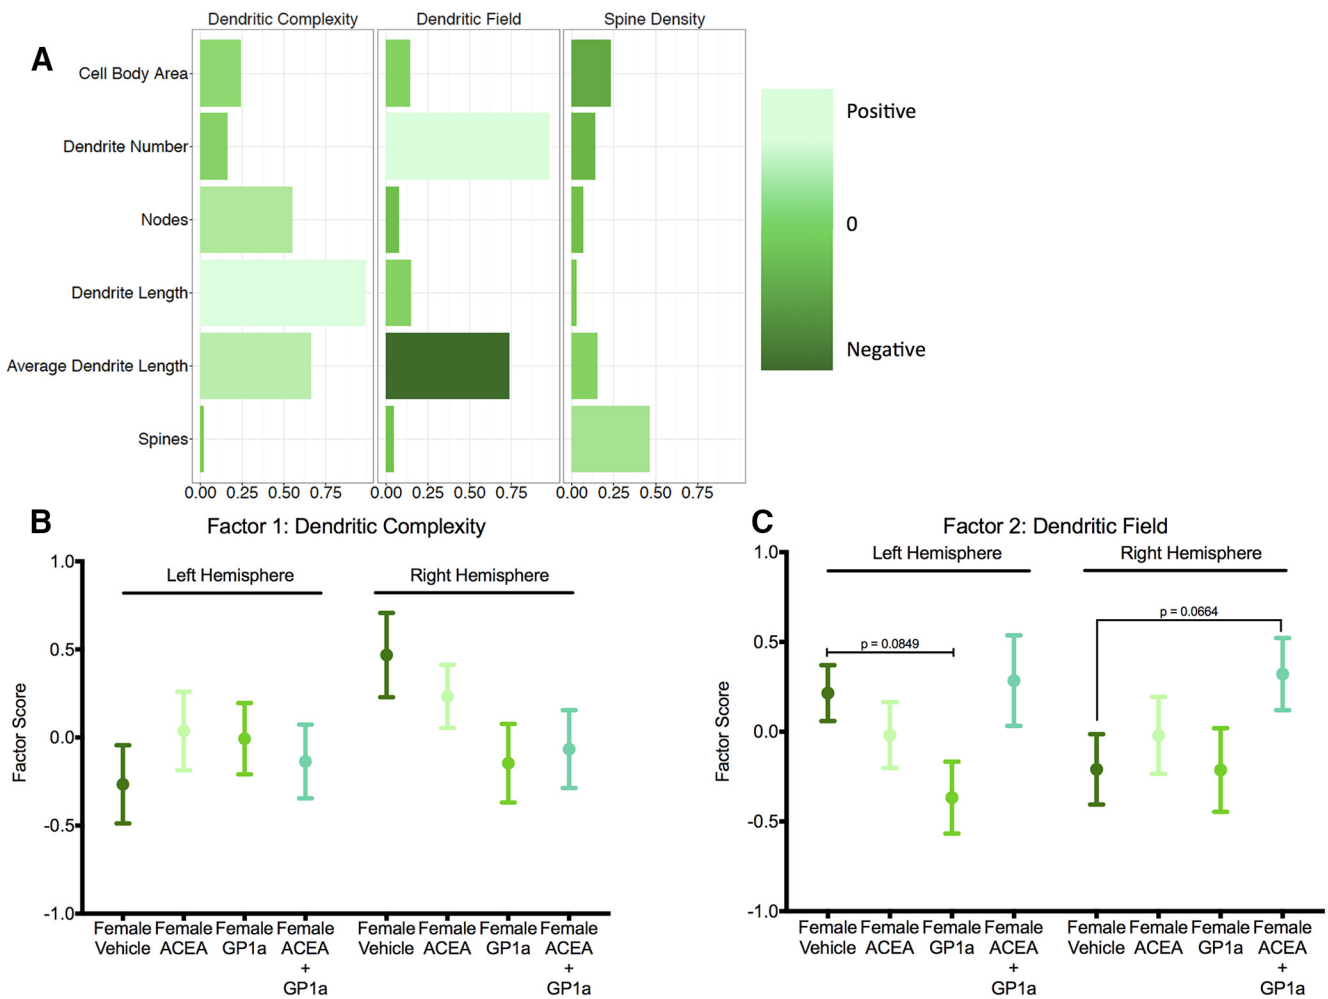 A
Dendritic Complexity
Dendritic Field
Spine Density
Cell Body Area
Dendrite Number
Nodes
Dendrite Length
Average Dendrite Length
Spines
0.00 0.25 0.50 0.75
0.00 0.25 0.50 0.75
0.00 0.25 0.50 0.75
Positive
0
Negative
B
Factor 1: Dendritic Complexity
Left Hemisphere
Right Hemisphere
Factor Score
1.0
0.5
0.0
-0.5
-1.0
Female Female Female Female
Vehicle ACEA GP1a ACEA
+
GP1a
Female Female Female Female
Vehicle ACEA GP1a ACEA
+
GP1a
C
Factor 2: Dendritic Field
Left Hemisphere
Right Hemisphere
p = 0.0849
p = 0.0664
Factor Score
1.0
0.5
0.0
-0.5
-1.0
Female Female Female Female
Vehicle ACEA GP1a ACEA
+
GP1a
Female Female Female Female
Vehicle ACEA GP1a ACEA
+
GP1a